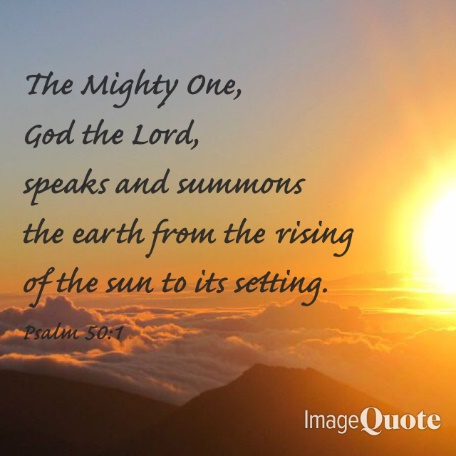 The Mighty One,
God the Lord,
speaks and summons
the earth from the rising
of the sun to its setting.
Psalm 50:1
ImageQuote